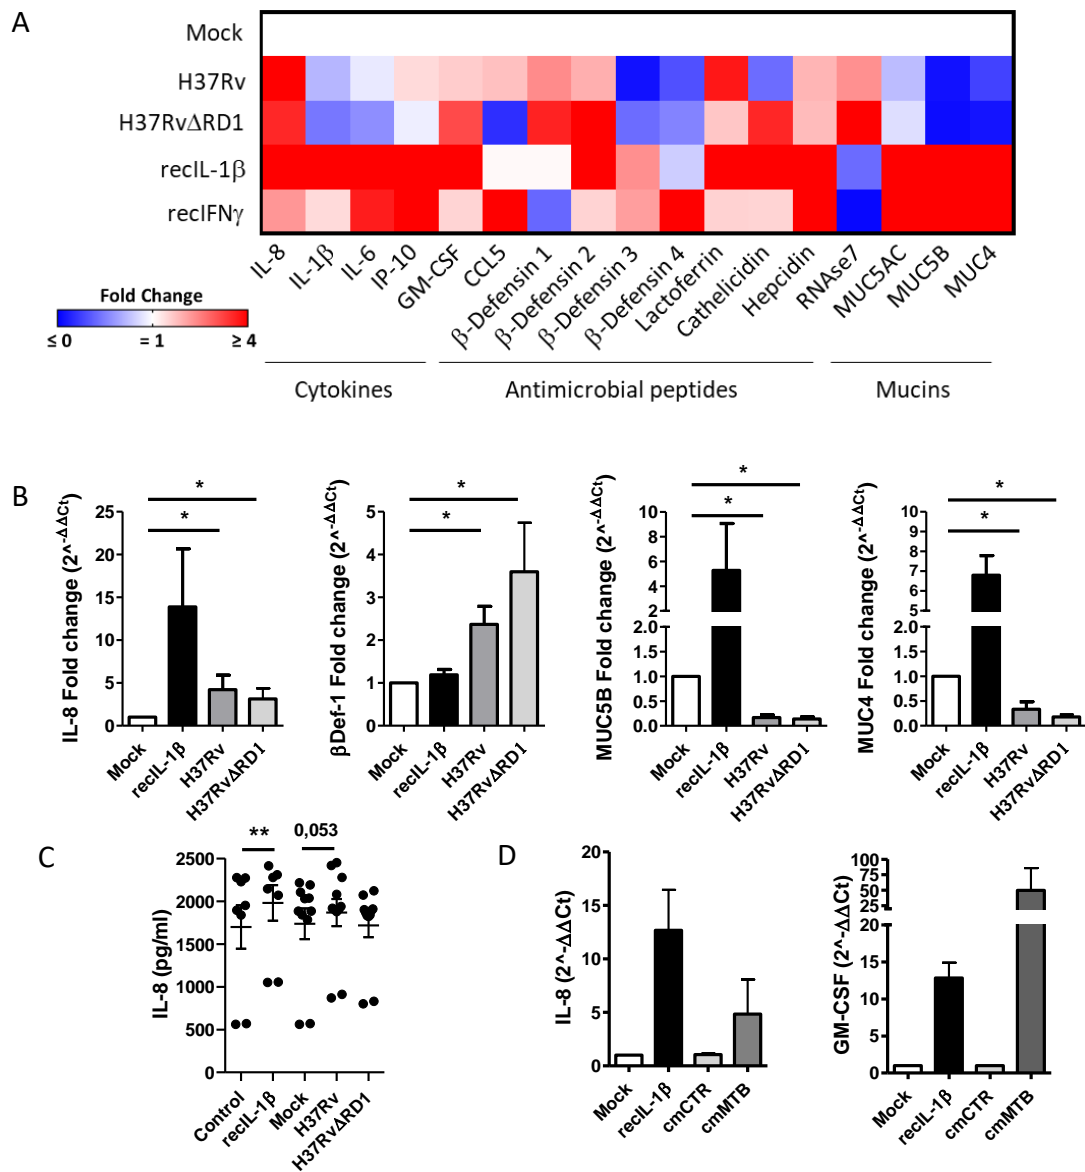 A
Mock
H37Rv
H37RvΔRD1
recIL-1β
recIFNγ
IL-8
IL-1β
IL-6
IP-10
GM-CSF
CCL5
β-Defensin 1
β-Defensin 2
β-Defensin 3
β-Defensin 4
Lactoferrin
Cathelicidin
Hepcidin
RNAse7
MUC5AC
MUC5B
MUC4
Fold Change
≤ 0 = 1 ≥ 4
Cytokines Antimicrobial peptides Mucins
B
IL-8 Fold change (2^-ΔΔCt)
25
20
15
10
5
0
* 
*
Mock
recIL-1β
H37Rv
H37RvΔRD1
βDef-1 Fold change (2^-ΔΔCt)
5
4
3
2
1
0
*
*
Mock
recIL-1β
H37Rv
H37RvΔRD1
MUC5B Fold change (2^-ΔΔCt)
10
8
6
4
2
2.0
1.5
1.0
0.5
0.0
*
*
Mock
recIL-1β
H37Rv
H37RvΔRD1
MUC4 Fold change (2^-ΔΔCt)
10
9
8
7
6
5
2.0
1.5
1.0
0.5
0.0
*
*
Mock
recIL-1β
H37Rv
H37RvΔRD1
C
IL-8 (pg/ml)
2500
2000
1500
1000
500
0
**
0,053
Control
recIL-1β
Mock
H37Rv
H37RvΔRD1
D
IL-8 (2^-ΔΔCt)
20
15
10
5
0
Mock
recIL-1β
cmCTR
cmMTB
GM-CSF (2^-ΔΔCt)
100
75
50
25
20
15
10
5
0
Mock
recIL-1β
cmCTR
cmMTB